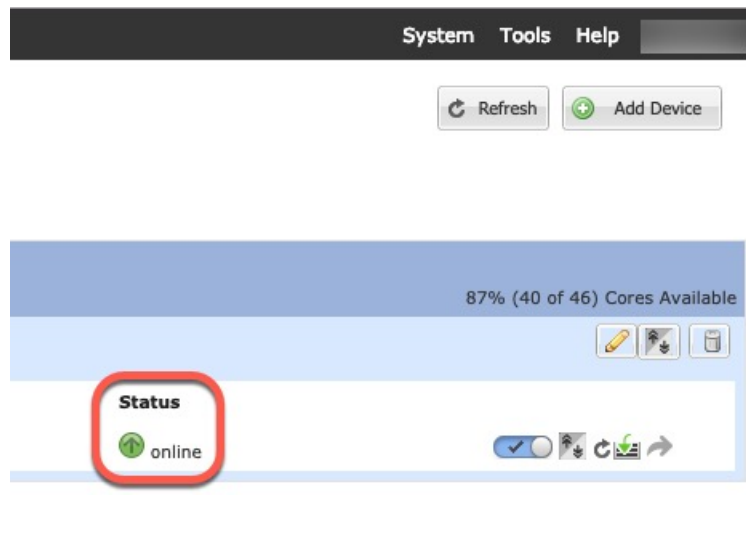 System Tools Help
Refresh Add Device
87% (40 of 46) Cores Available
Status
online